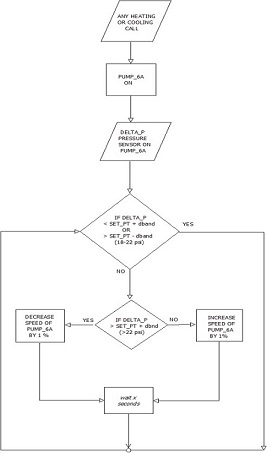 ANY HEATING
OR COOLING
CALL
PUMP_6A
ON
DELTA_P
PRESSURE
SENSOR ON
PUMP_6A
IF DELTA_P
< SET_PT + dband
OR
> SET_PT - dband
(18-22 psi)
YES
NO
IF DELTA_P
> SET_PT + dbnd
(>22 psi)
YES
NO
DECREASE
SPEED OF
PUMP_6A
BY 1 %
INCREASE
SPEED OF
PUMP_6A
BY 1%
wait x
seconds